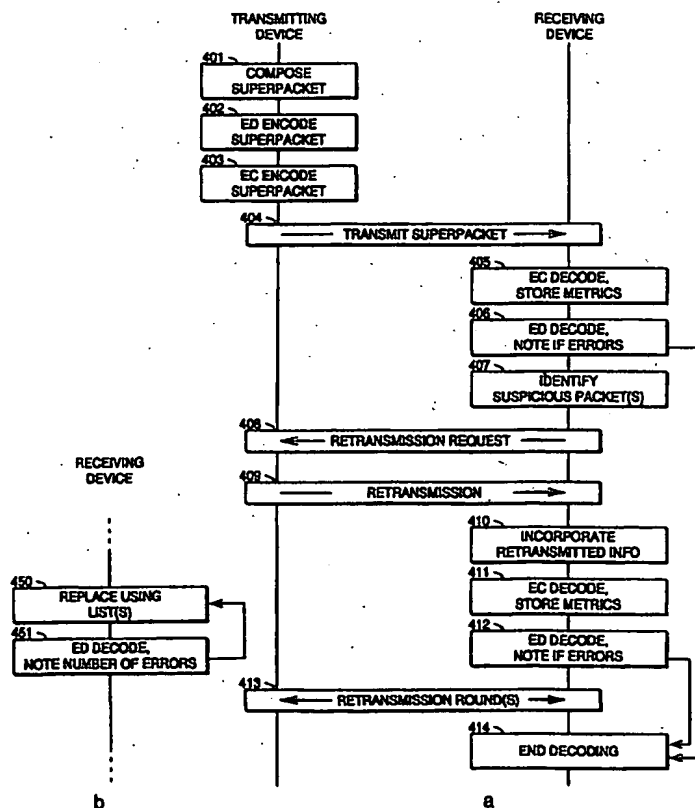 TRANSMITTING
DEVICE
RECEIVING
DEVICE
401
COMPOSE
SUPERPACKET
402
ED ENCODE
SUPERPACKET
403
EC ENCODE
SUPERPACKET
404
TRANSMIT SUPERPACKET
405
EC DECODE,
STORE METRICS
406
ED DECODE,
NOTE IF ERRORS
407
IDENTIFY
SUSPICIOUS PACKET(S)
408
RETRANSMISSION REQUEST
RECEIVING
DEVICE
409
RETRANSMISSION
410
INCORPORATE
RETRANSMITTED INFO
411
EC DECODE,
STORE METRICS
450
REPLACE USING
LIST(S)
412
ED DECODE,
NOTE IF ERRORS
451
ED DECODE,
NOTE NUMBER OF ERRORS
413
RETRANSMISSION ROUND(S)
414
END DECODING
b
a